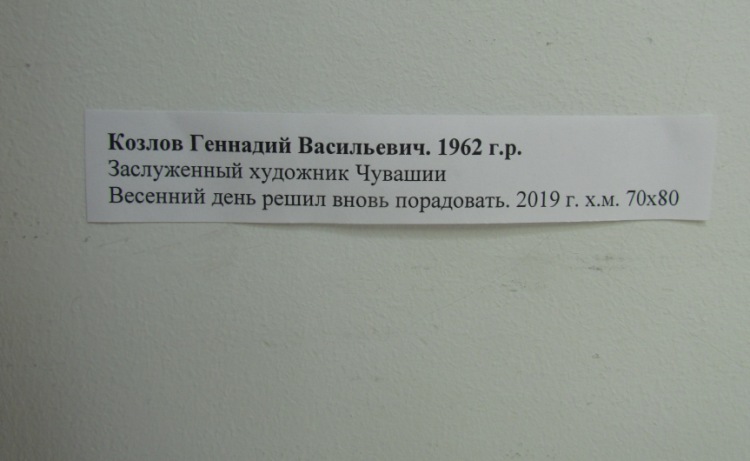 Козлов Геннадий Васильевич. 1962 г.р.
Заслуженный художник Чувашии
Весенний день решил вновь порадовать. 2019 г. х.м. 70х80